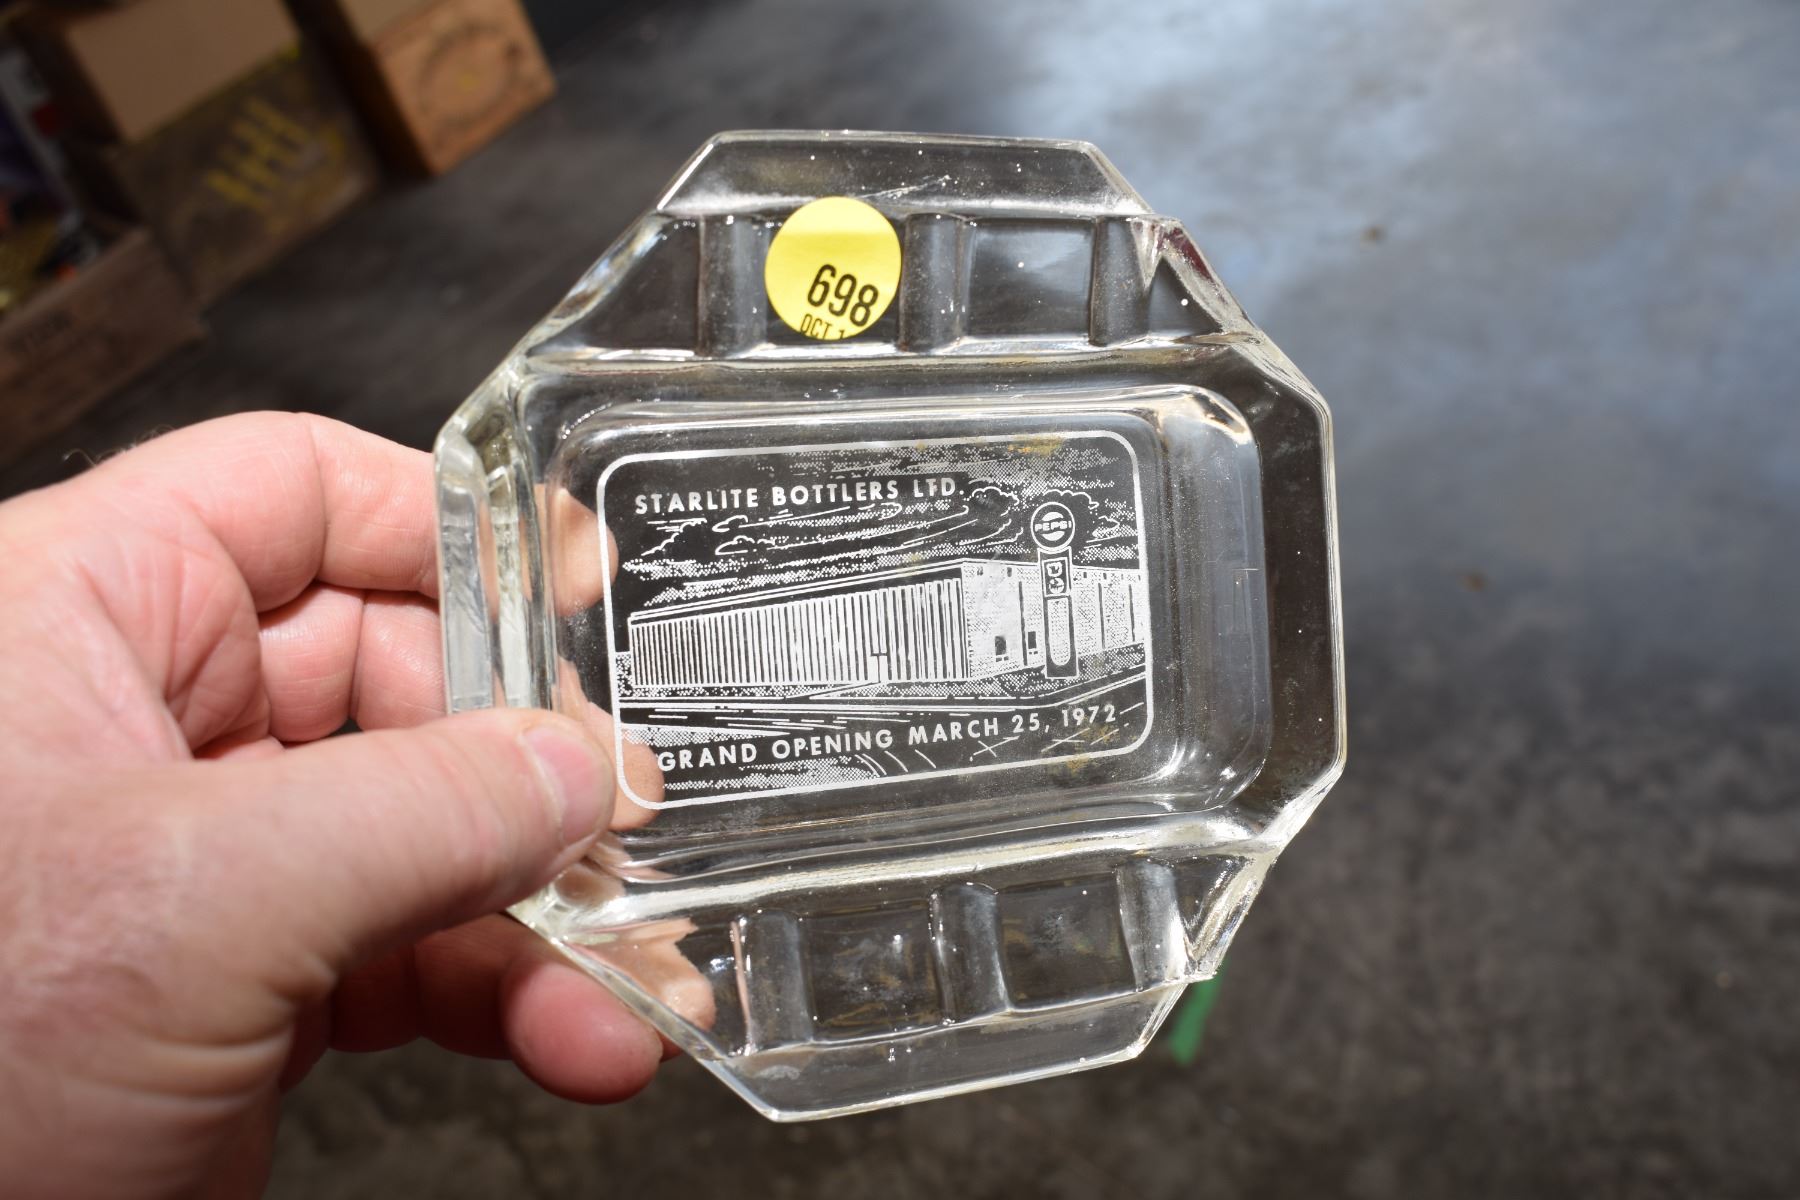 698
OCT 1
STARLITE BOTTLERS LTD.
PEPSI
GRAND OPENING MARCH 25, 1972